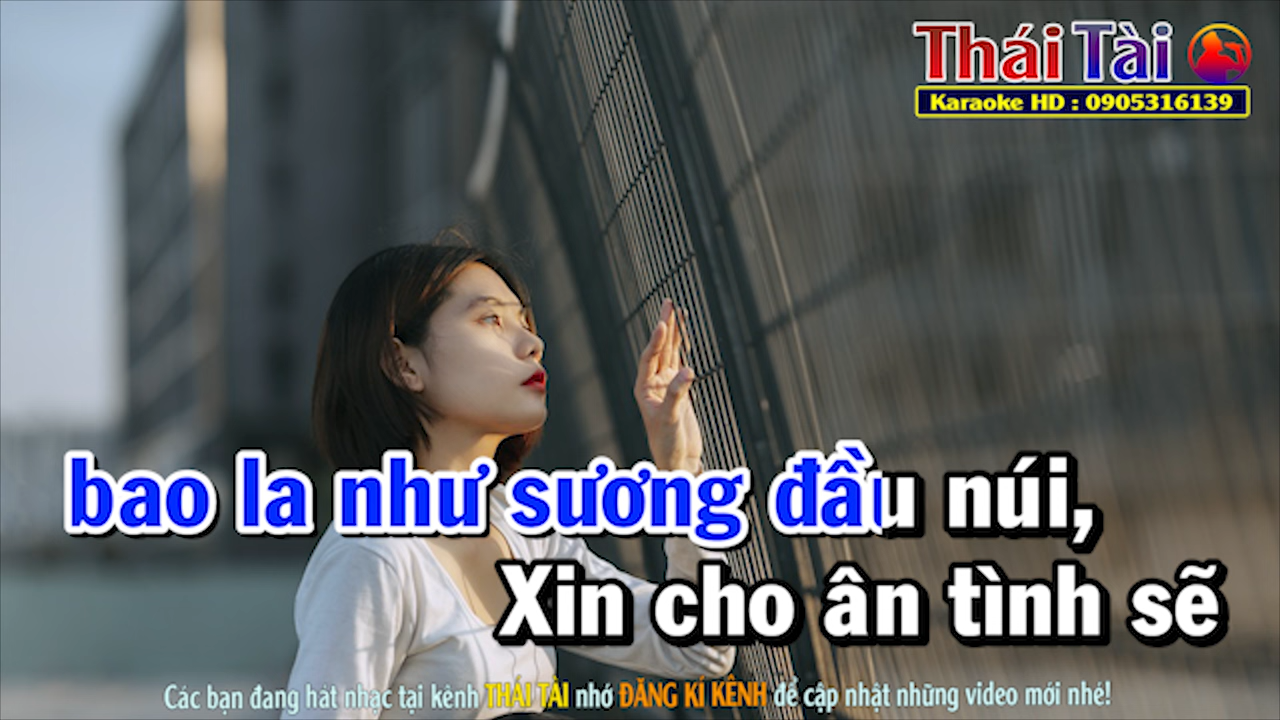 Thái Tài
Karaoke HD : 0905316139
bao la như sương đầu núi,
Xin cho ân tình sẽ
Các bạn đang hát nhạc tại kênh THÁI TÀI nhớ ĐĂNG KÍ KÊNH để cập nhật những video mới nhé!